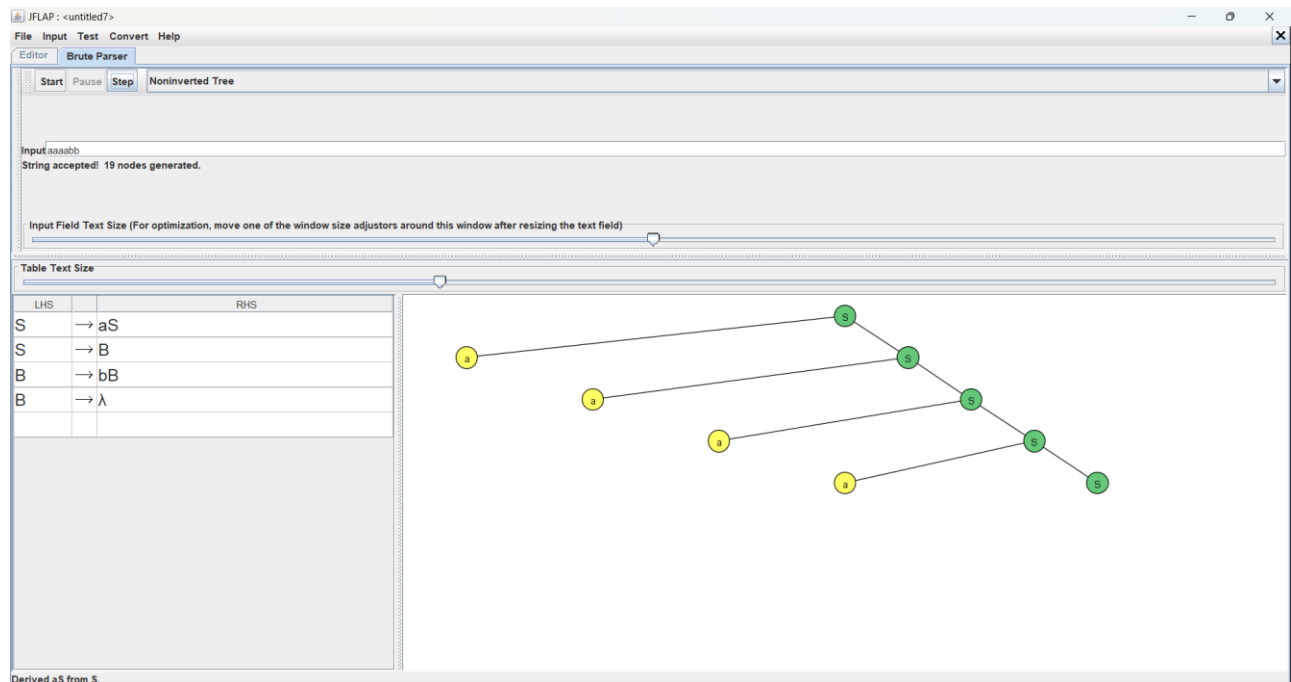 JFLAP : <untitled7>
File Input Test Convert Help
Editor Brute Parser
Start Pause Step Noninverted Tree
Input aaaabb
String accepted! 19 nodes generated.
Input Field Text Size (For optimization, move one of the window size adjustors around this window after resizing the text field)
Table Text Size
LHS RHS
S → aS
S → B
B → bB
B → λ
S
a S
a S
a S
a S
Derived aS from S.